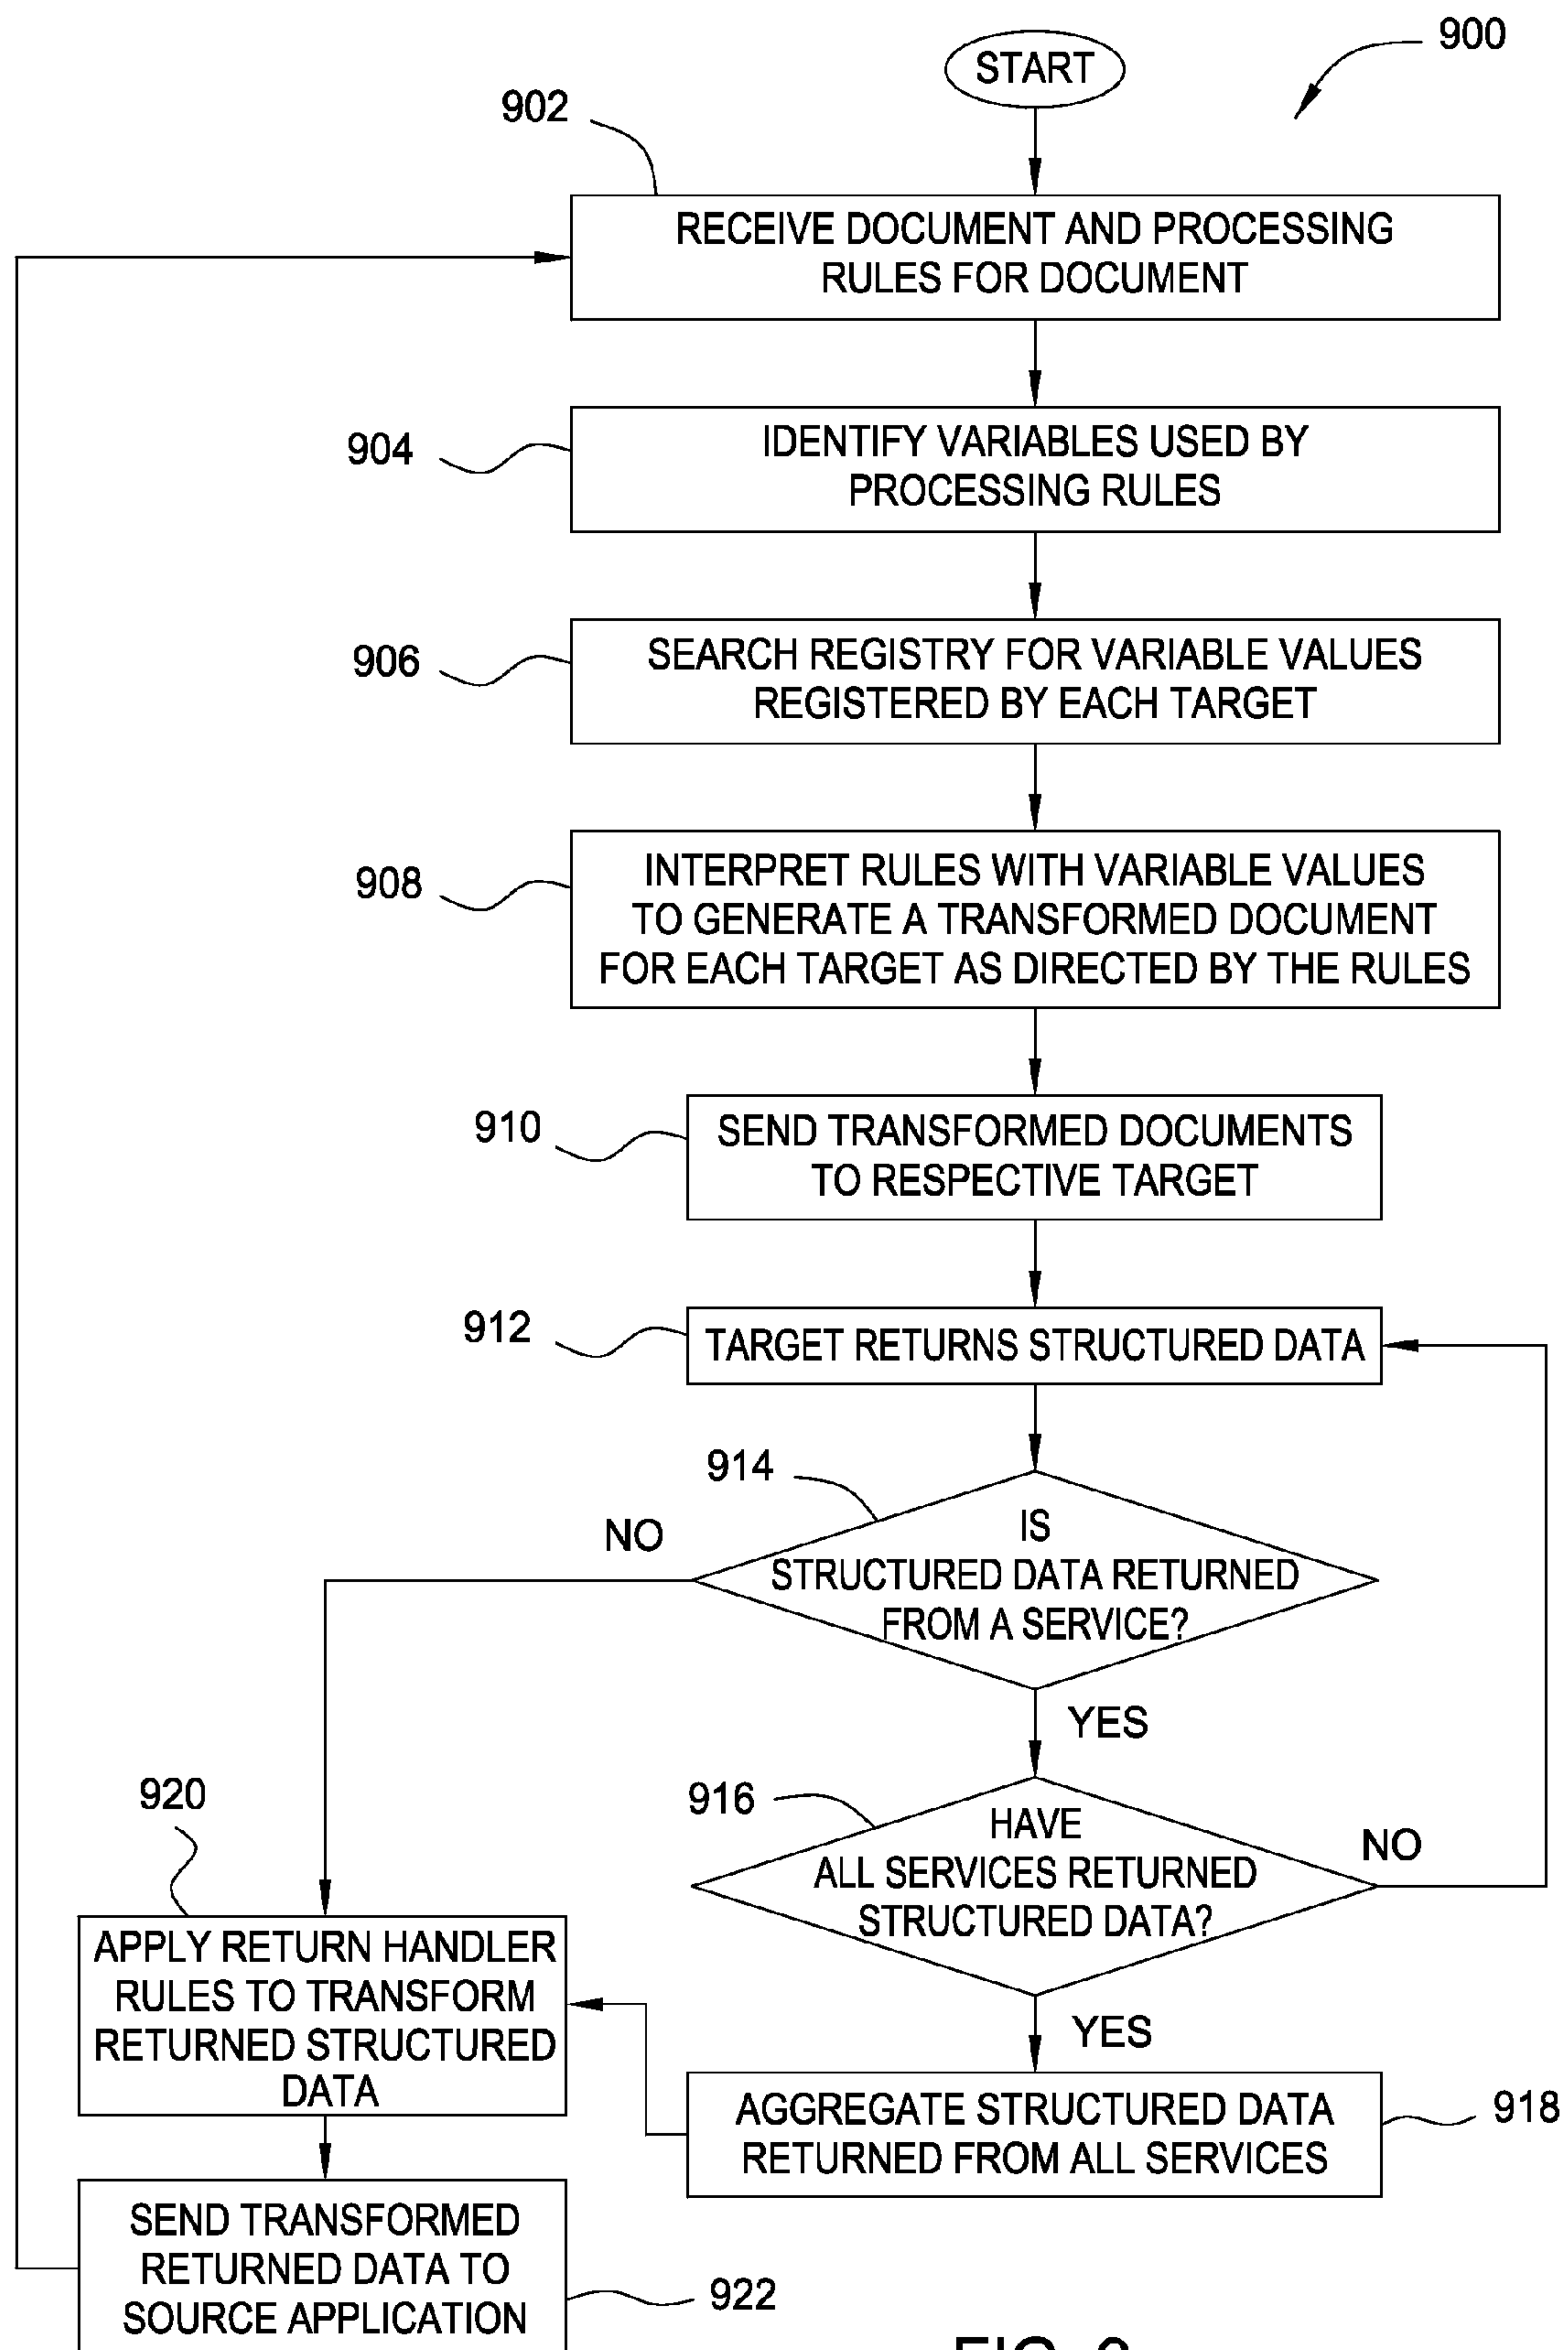 900
START
902
RECEIVE DOCUMENT AND PROCESSING
RULES FOR DOCUMENT
904
IDENTIFY VARIABLES USED BY
PROCESSING RULES
906
SEARCH REGISTRY FOR VARIABLE VALUES
REGISTERED BY EACH TARGET
908
INTERPRET RULES WITH VARIABLE VALUES
TO GENERATE A TRANSFORMED DOCUMENT
FOR EACH TARGET AS DIRECTED BY THE RULES
910
SEND TRANSFORMED DOCUMENTS
TO RESPECTIVE TARGET
912
TARGET RETURNS STRUCTURED DATA
914
IS
STRUCTURED DATA RETURNED
FROM A SERVICE?
NO
YES
916
HAVE
ALL SERVICES RETURNED
STRUCTURED DATA?
NO
YES
918
AGGREGATE STRUCTURED DATA
RETURNED FROM ALL SERVICES
920
APPLY RETURN HANDLER
RULES TO TRANSFORM
RETURNED STRUCTURED
DATA
SEND TRANSFORMED
RETURNED DATA TO
SOURCE APPLICATION
922
FIG.